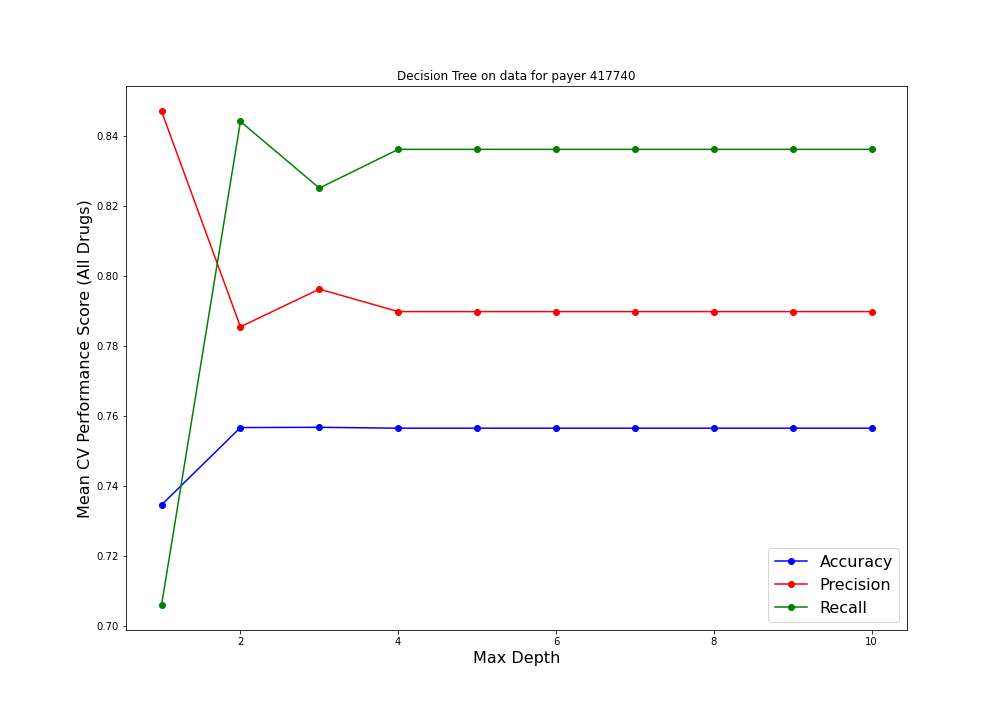 Decision Tree on data for payer 417740
Mean CV Performance Score (All Drugs)
0.84
0.82
0.80
0.78
0.76
0.74
0.72
0.70
2 4 6 8 10
Max Depth
Accuracy
Precision
Recall